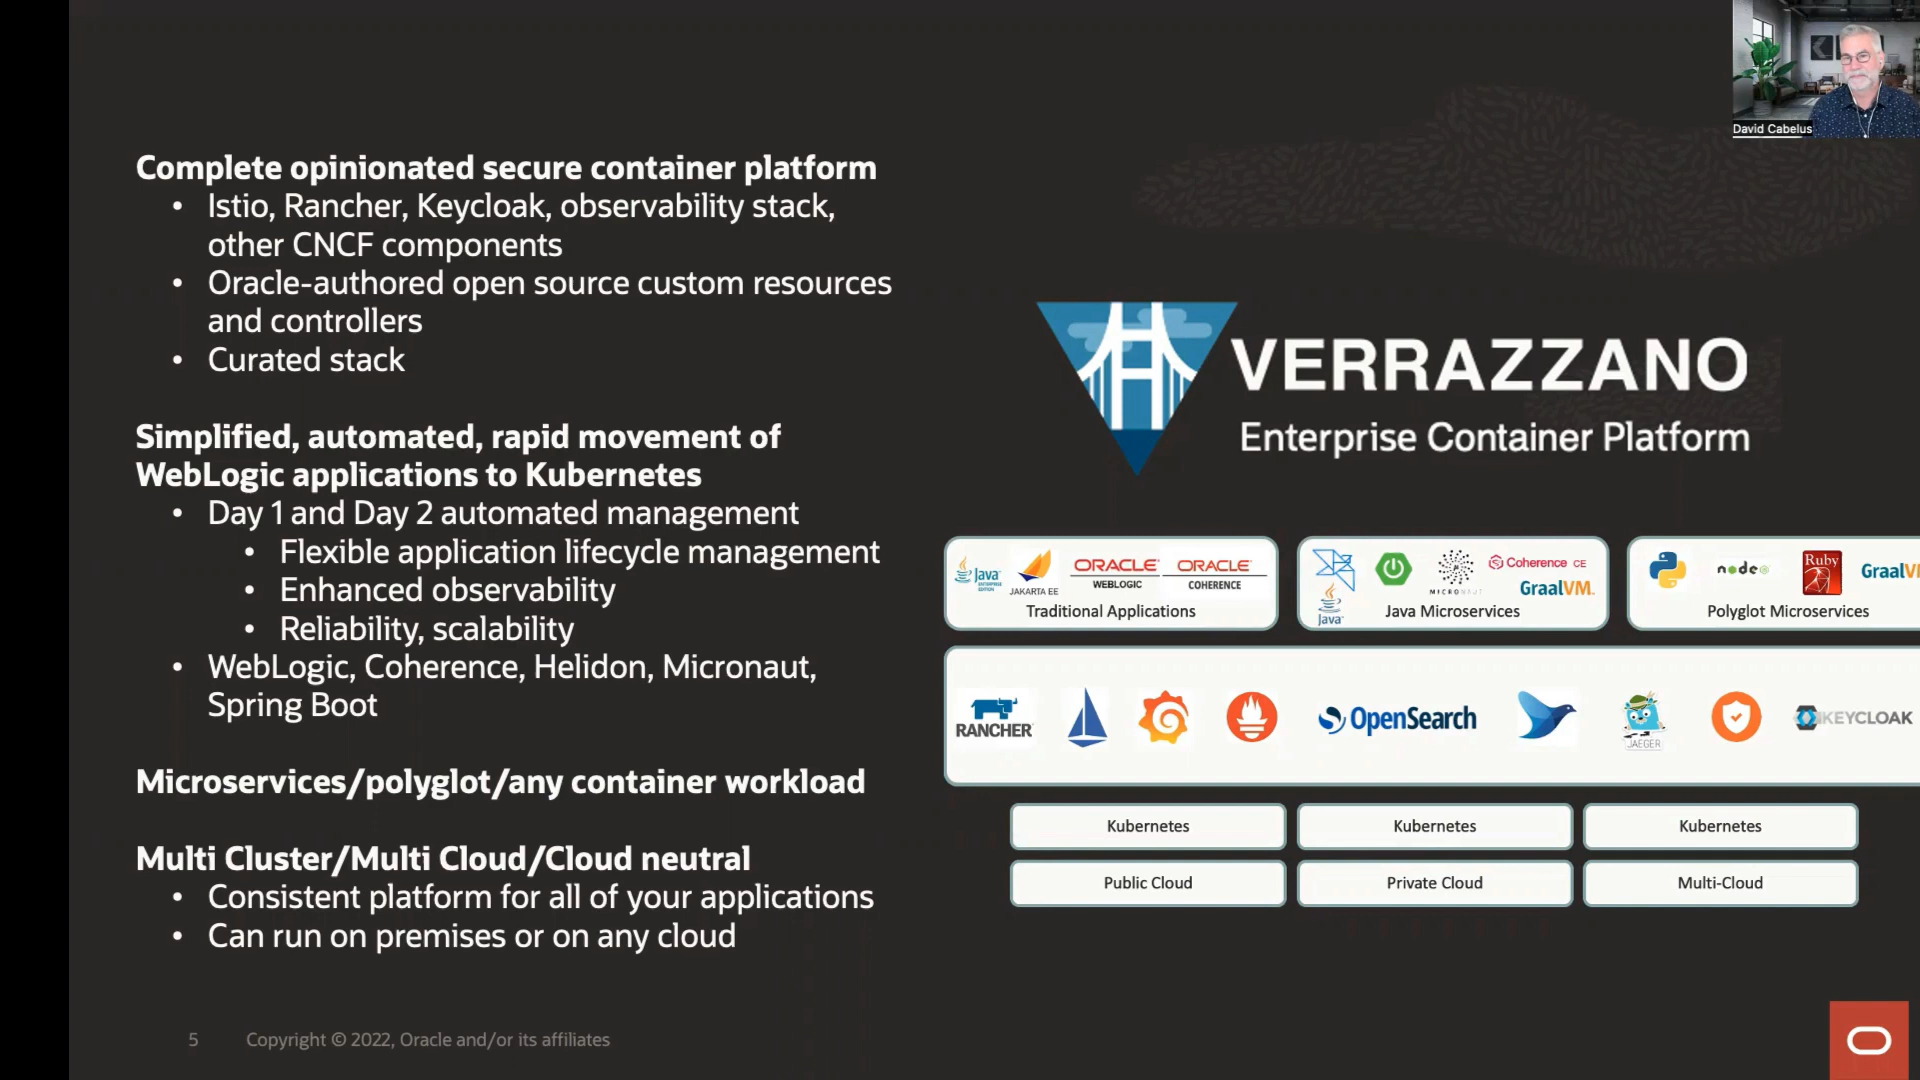 David Cabelus
Complete opinionated secure container platform
• Istio, Rancher, Keycloak, observability stack,
other CNCF components
• Oracle-authored open source custom resources
and controllers
• Curated stack
Simplified, automated, rapid movement of
WebLogic applications to Kubernetes
• Day 1 and Day 2 automated management
• Flexible application lifecycle management
• Enhanced observability
• Reliability, scalability
• WebLogic, Coherence, Helidon, Micronaut,
Spring Boot
Microservices/polyglot/any container workload
Multi Cluster/Multi Cloud/Cloud neutral
• Consistent platform for all of your applications
• Can run on premises or on any cloud
VERRAZZANO
Enterprise Container Platform
Java
ENTERPRISE
EDITION
JAKARTA EE
ORACLE
WEBLOGIC
ORACLE
COHERENCE
Traditional Applications
Java
MICRONAUT
Coherence CE
GraalVM.
Java Microservices
node
Ruby
GraalVM
Polyglot Microservices
RANCHER
OpenSearch
JAEGER
KEYCLOAK
Kubernetes
Kubernetes
Kubernetes
Public Cloud
Private Cloud
Multi-Cloud
5 Copyright © 2022, Oracle and/or its affiliates